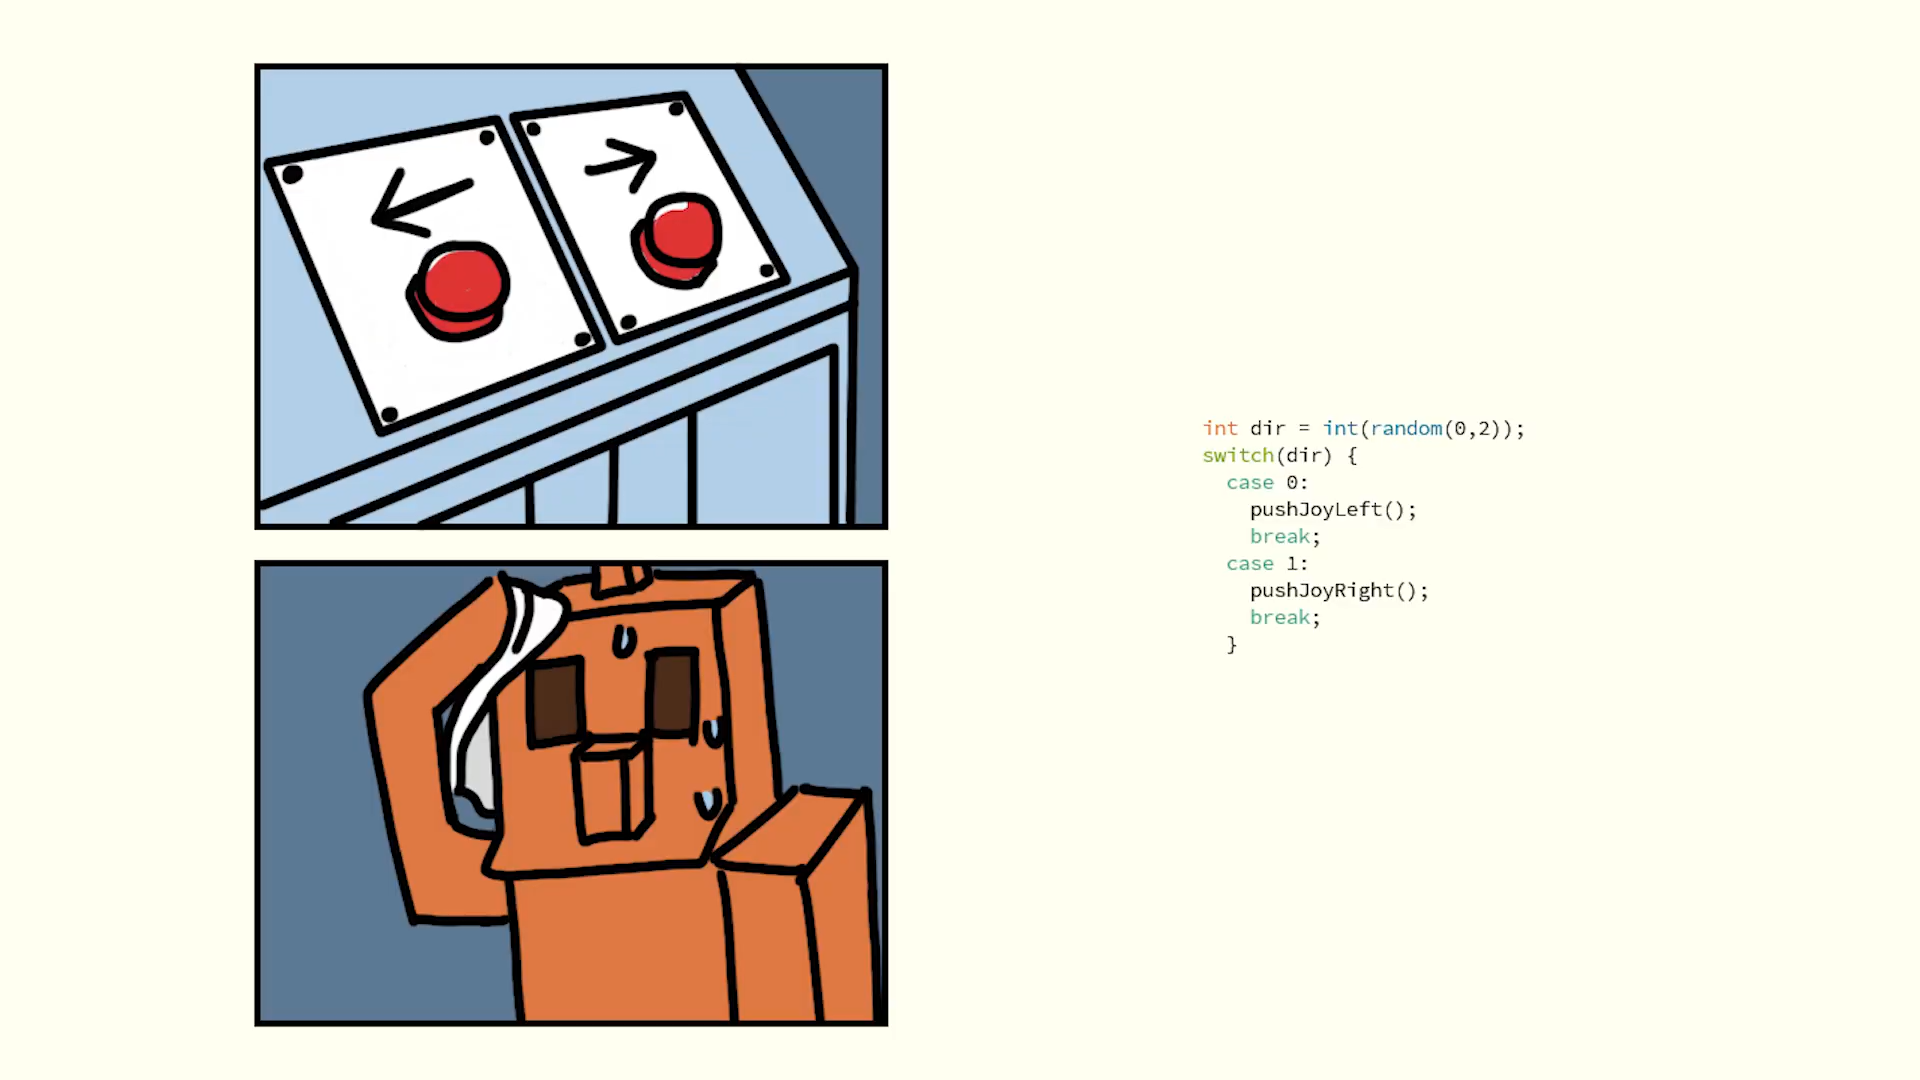 int dir = int(random(0,2));
switch(dir) {
  case 0:
    pushJoyLeft();
    break;
  case 1:
    pushJoyRight();
    break;
  }